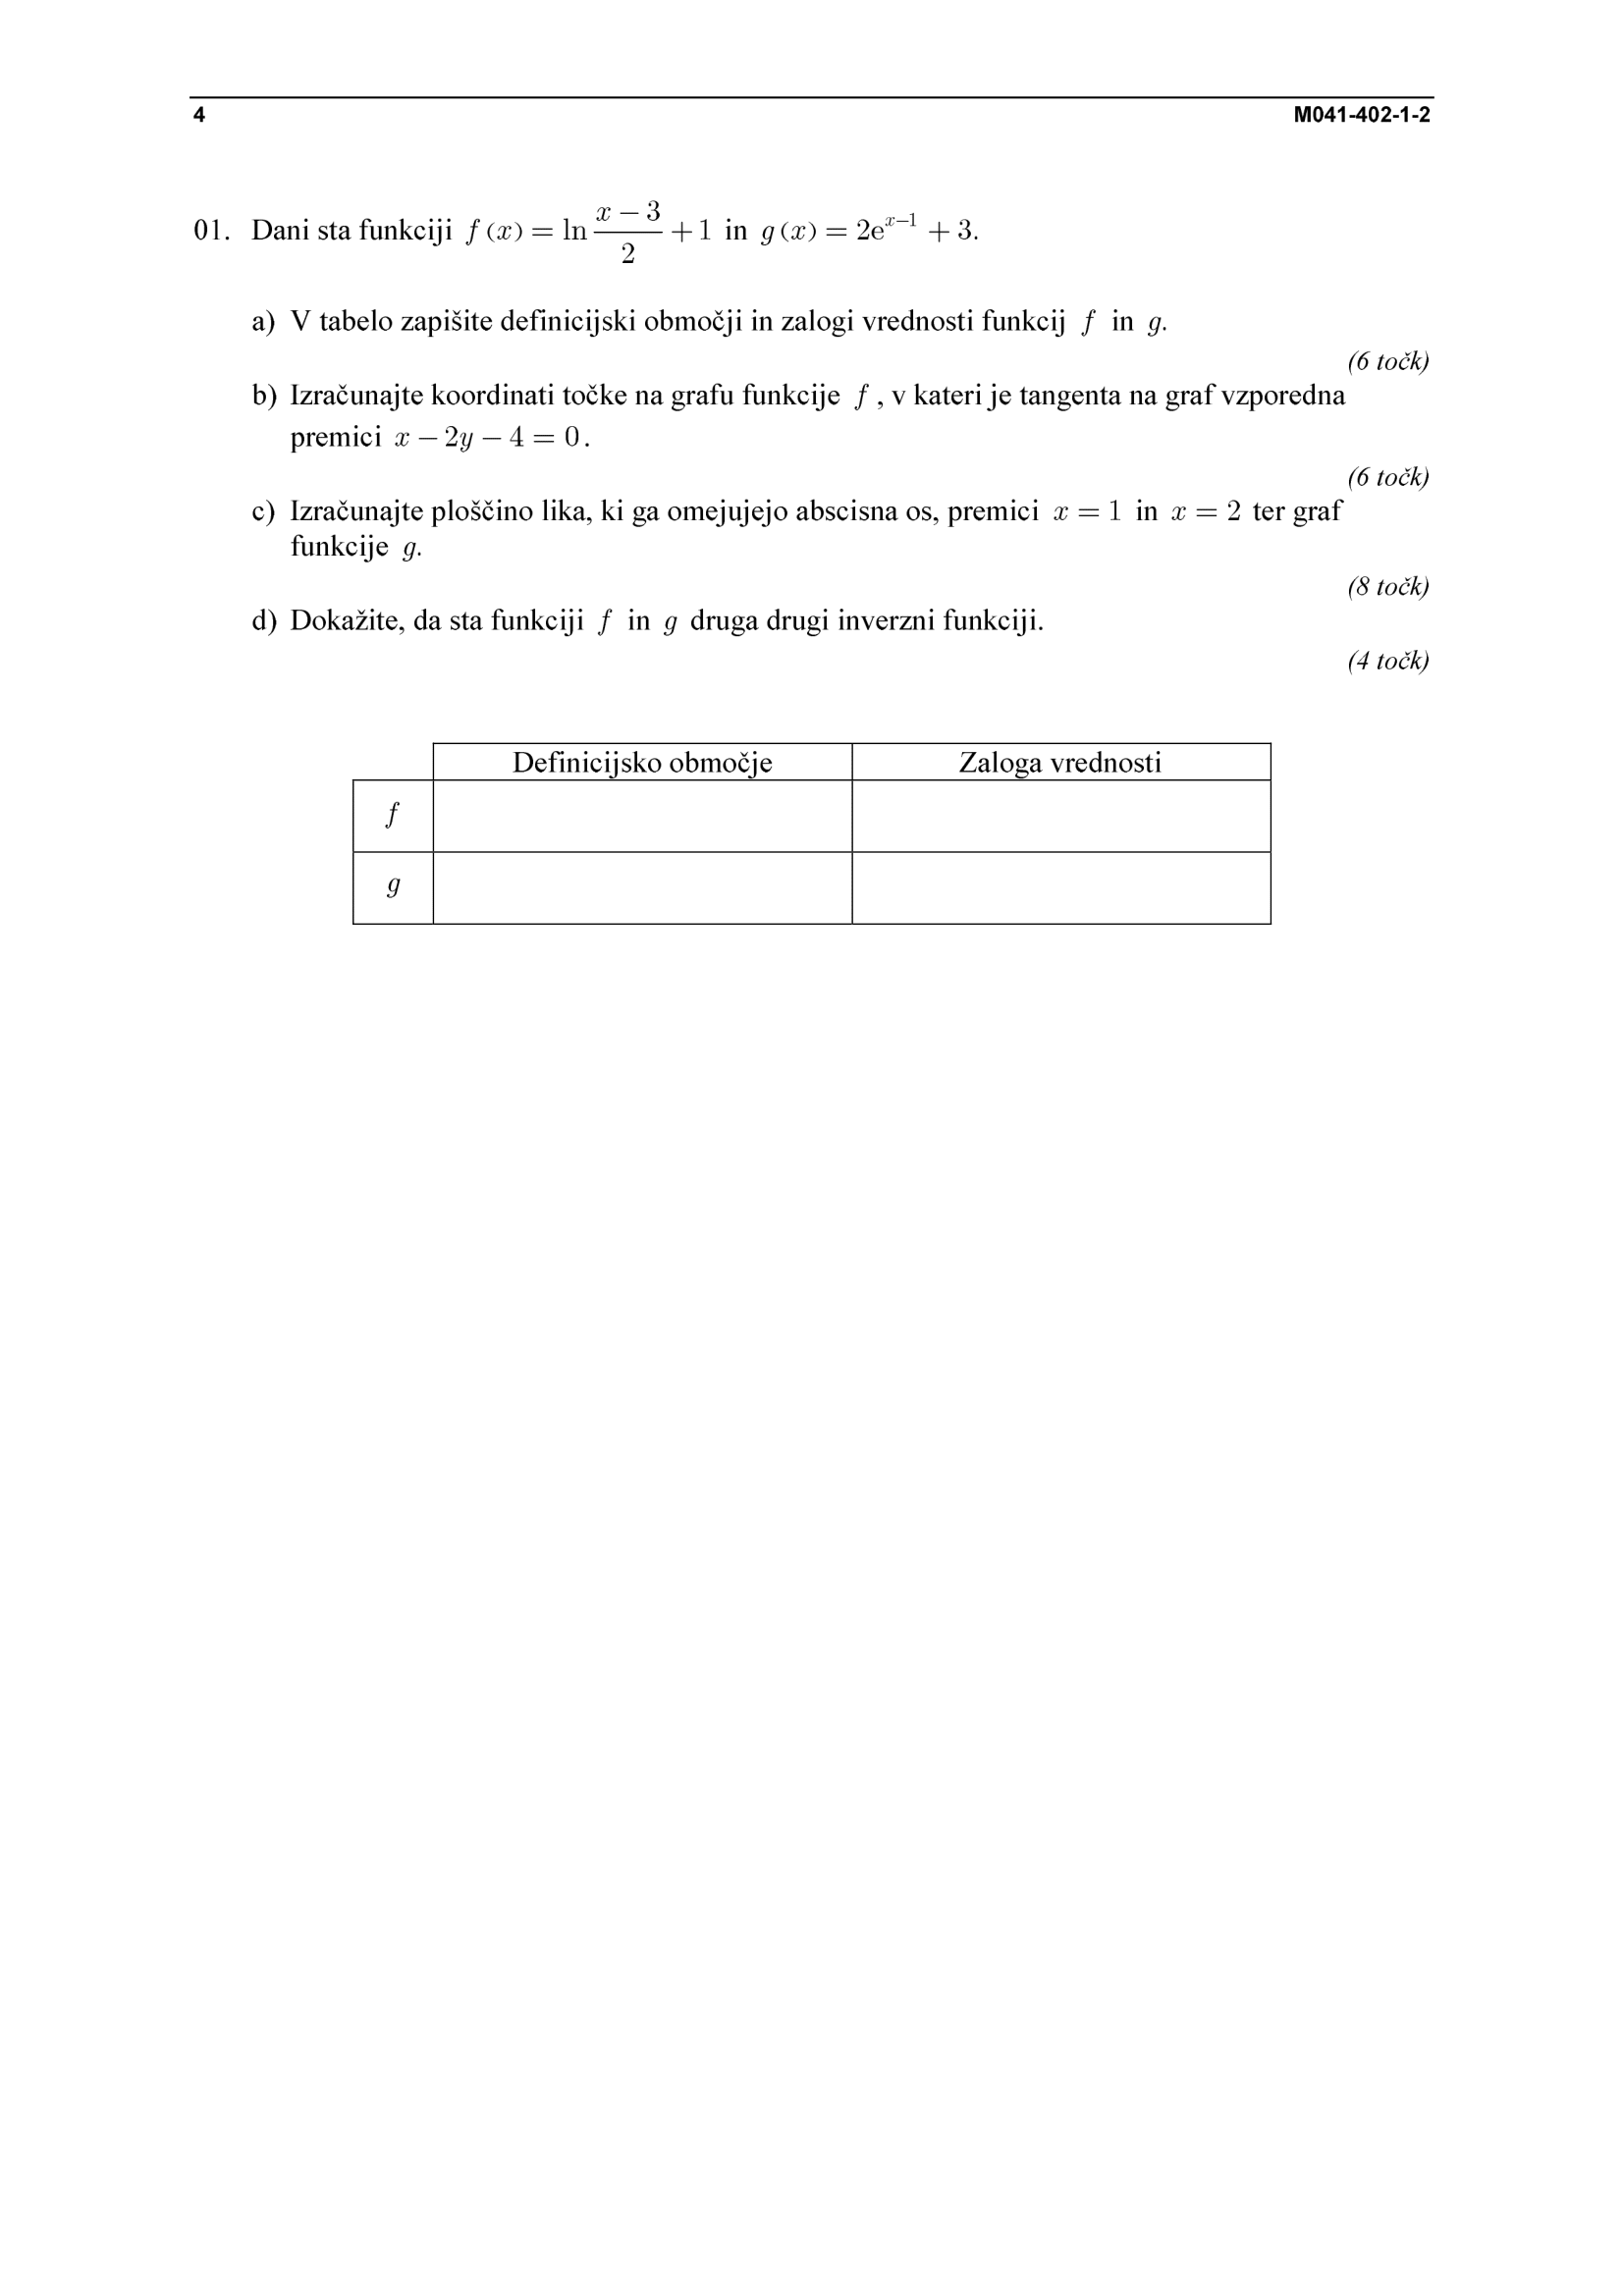 4 M041-402-1-2
01. Dani sta funkciji f(x) = ln \frac{x − 3}{2} + 1 in g(x) = 2e^{x−1} + 3.
a) V tabelo zapišite definicijski območji in zalogi vrednosti funkcij f in g.
(6 točk)
b) Izračunajte koordinati točke na grafu funkcije f , v kateri je tangenta na graf vzporedna
premici x − 2y − 4 = 0.
(6 točk)
c) Izračunajte ploščino lika, ki ga omejujejo abscisna os, premici x = 1 in x = 2 ter graf
funkcije g.
(8 točk)
d) Dokažite, da sta funkciji f in g druga drugi inverzni funkciji.
(4 točk)
Definicijsko območje Zaloga vrednosti
f
g